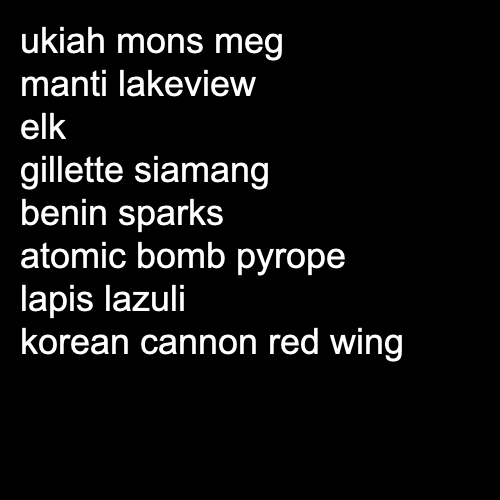 ukiah mons meg
manti lakeview
elk
gillette siamang
benin sparks
atomic bomb pyrope
lapis lazuli
korean cannon red wing